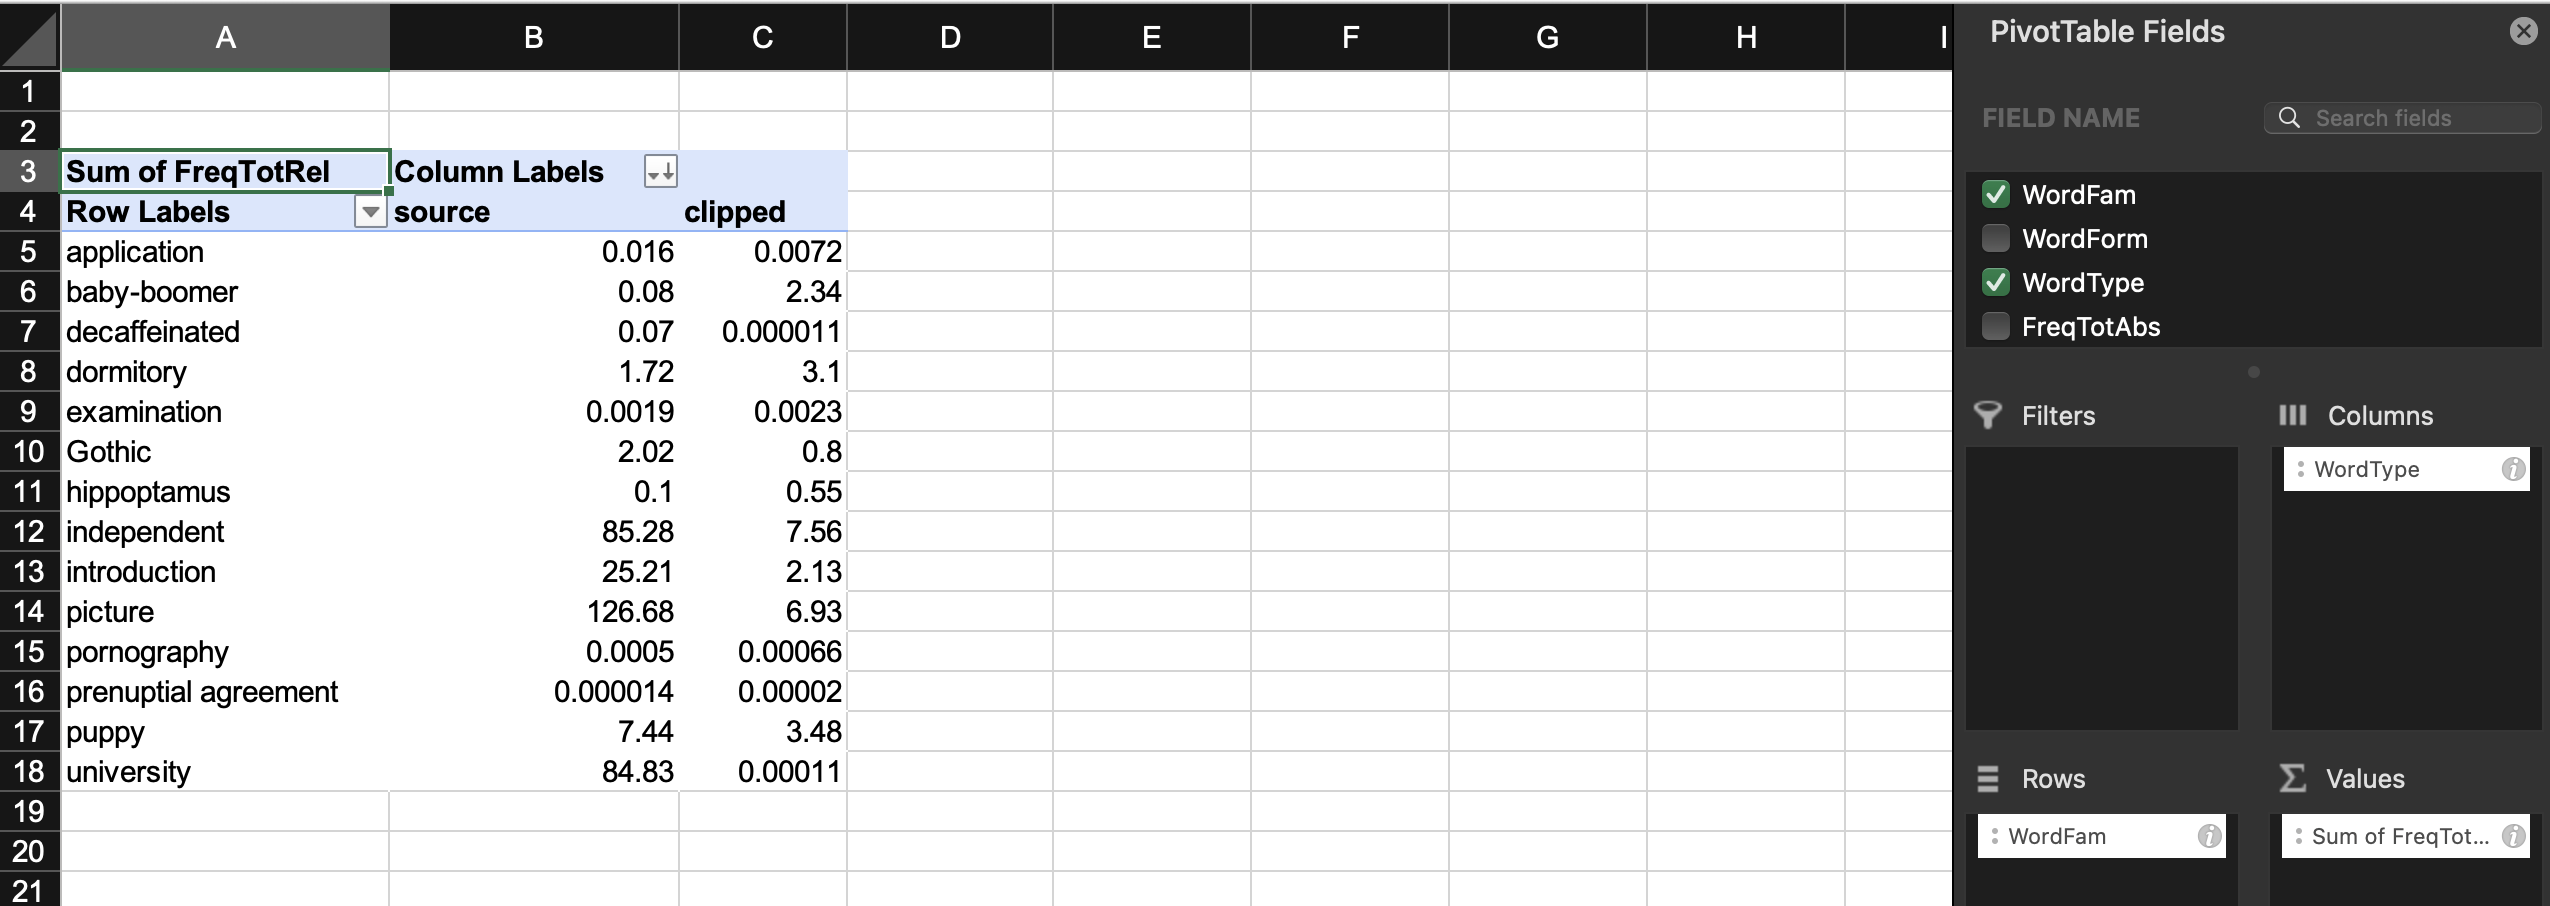 A B C D E F G H I
PivotTable Fields
FIELD NAME Search fields
1
2
3 Sum of FreqTotRel Column Labels
4 Row Labels source clipped
5 application 0.016 0.0072
6 baby-boomer 0.08 2.34
7 decaffeinated 0.07 0.000011
8 dormitory 1.72 3.1
9 examination 0.0019 0.0023
10 Gothic 2.02 0.8
11 hippoptamus 0.1 0.55
12 independent 85.28 7.56
13 introduction 25.21 2.13
14 picture 126.68 6.93
15 pornography 0.0005 0.00066
16 prenuptial agreement 0.000014 0.00002
17 puppy 7.44 3.48
18 university 84.83 0.00011
19
20
21
WordFam
WordForm
WordType
FreqTotAbs
Filters
Columns
WordType
Rows
WordFam
Values
Sum of FreqTot...